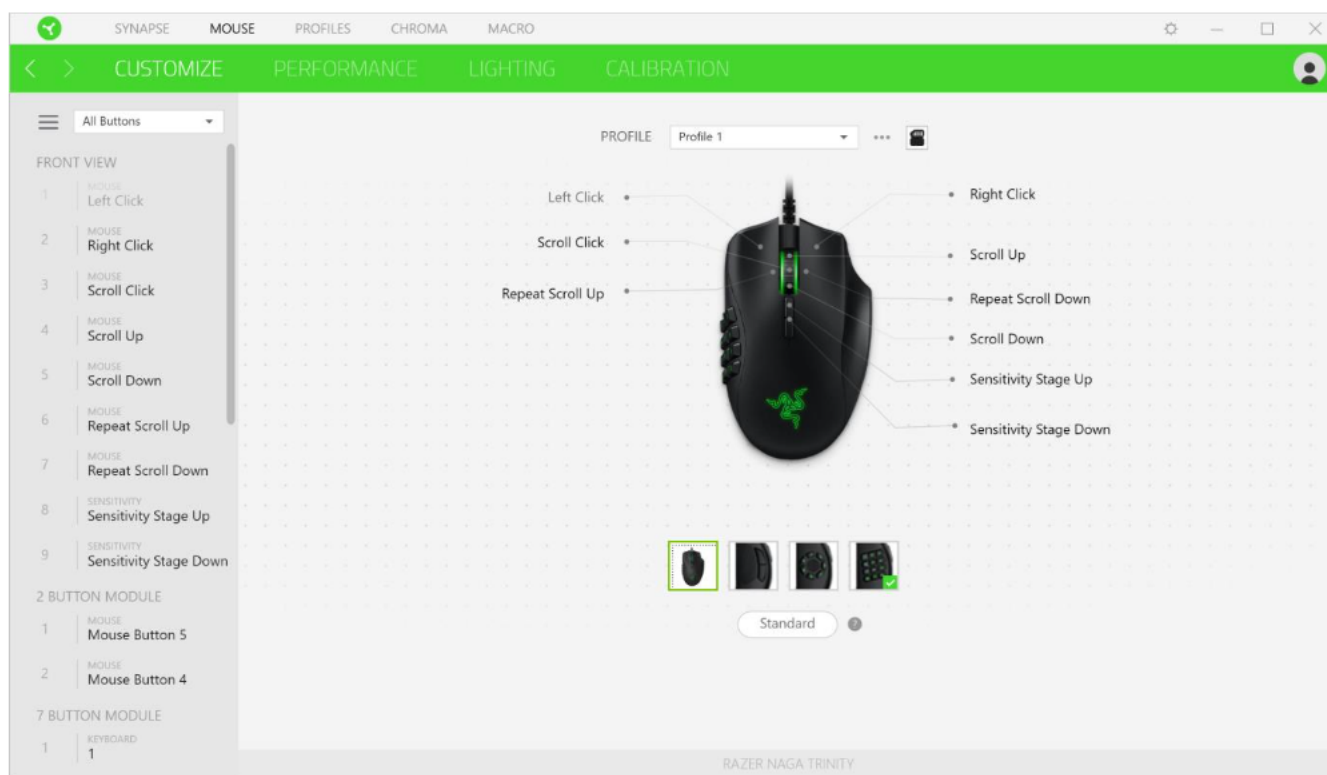 SYNAPSE MOUSE PROFILES CHROMA MACRO
CUSTOMIZE PERFORMANCE LIGHTING CALIBRATION
All Buttons
FRONT VIEW
1 MOUSE
Left Click
2 MOUSE
Right Click
3 MOUSE
Scroll Click
4 MOUSE
Scroll Up
5 MOUSE
Scroll Down
6 MOUSE
Repeat Scroll Up
7 MOUSE
Repeat Scroll Down
8 SENSITIVITY
Sensitivity Stage Up
9 SENSITIVITY
Sensitivity Stage Down
2 BUTTON MODULE
1 MOUSE
Mouse Button 5
2 MOUSE
Mouse Button 4
7 BUTTON MODULE
1 KEYBOARD
1
PROFILE Profile 1
Left Click
Scroll Click
Repeat Scroll Up
Right Click
Scroll Up
Repeat Scroll Down
Scroll Down
Sensitivity Stage Up
Sensitivity Stage Down
Standard ?
RAZER NAGA TRINITY